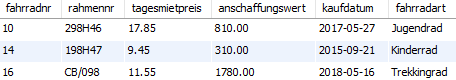 fahrradnr rahmennr tagesmietpreis anschaffungswert kaufdatum fahrradart
10 298H46 17.85 810.00 2017-05-27 Jugendrad
14 198H47 9.45 310.00 2015-09-21 Kinderrad
16 CB/098 11.55 1780.00 2018-05-16 Trekkingrad